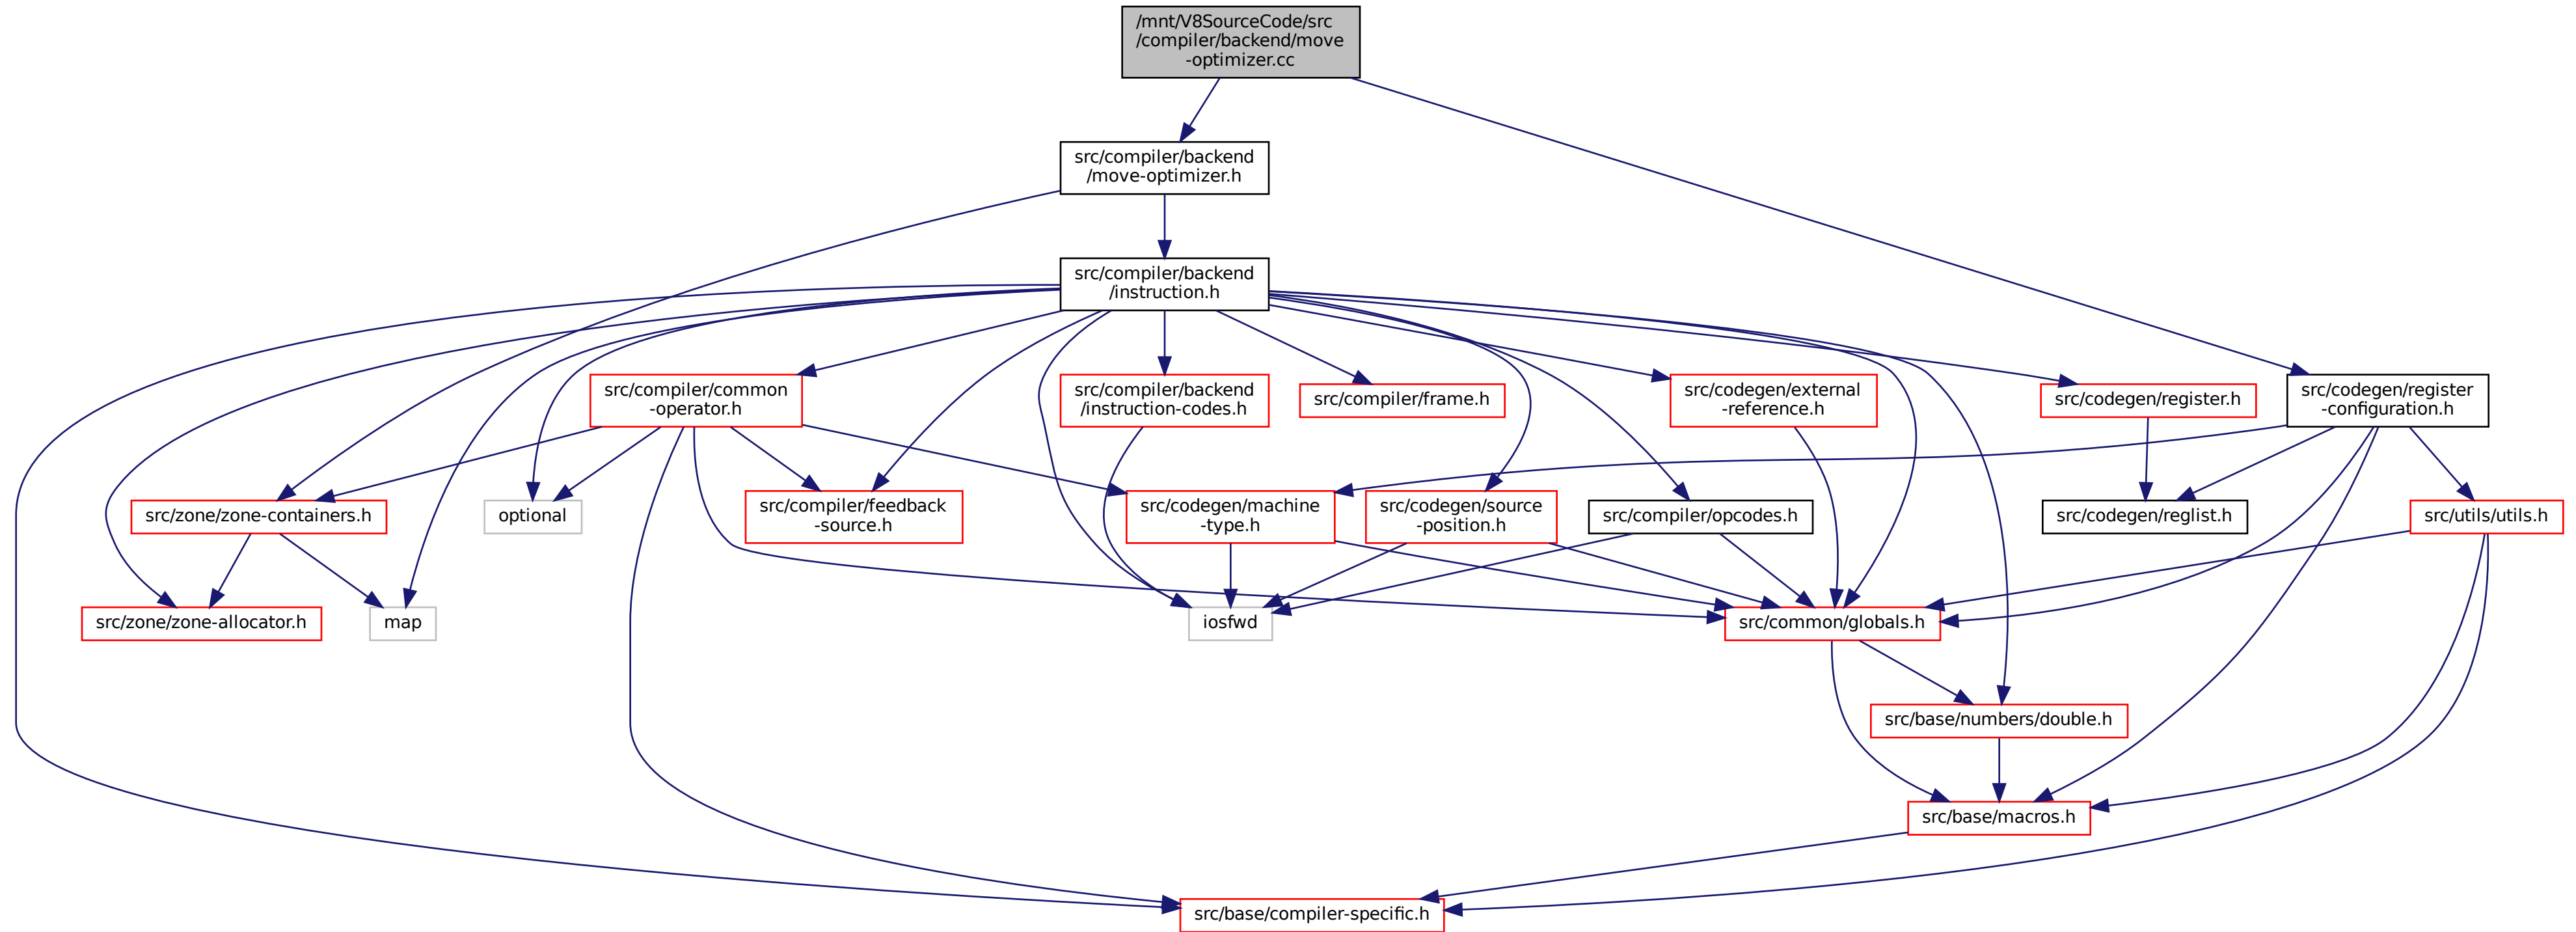 /mnt/V8SourceCode/src
/compiler/backend/move
-optimizer.cc
src/compiler/backend
/move-optimizer.h
src/compiler/backend
/instruction.h
src/compiler/common
-operator.h
src/compiler/backend
/instruction-codes.h
src/compiler/frame.h
src/codegen/external
-reference.h
src/codegen/register.h
src/codegen/register
-configuration.h
src/zone/zone-containers.h
optional
src/compiler/feedback
-source.h
src/codegen/machine
-type.h
src/codegen/source
-position.h
src/compiler/opcodes.h
src/codegen/reglist.h
src/utils/utils.h
src/zone/zone-allocator.h
map
iosfwd
src/common/globals.h
src/base/numbers/double.h
src/base/macros.h
src/base/compiler-specific.h